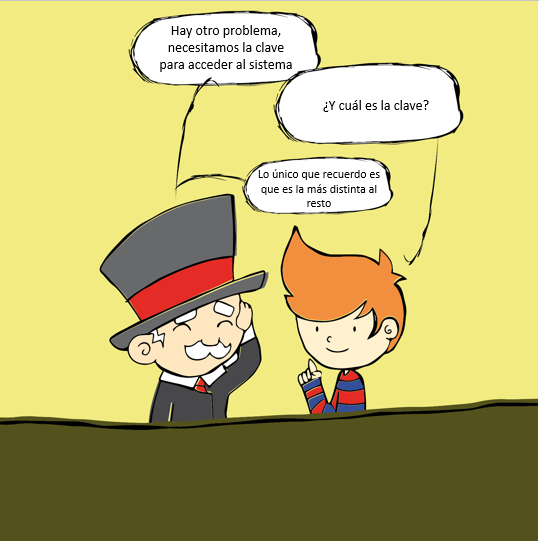 Hay otro problema,
necesitamos la clave
para acceder al sistema
¿Y cuál es la clave?
Lo único que recuerdo es
que es la más distinta al
resto